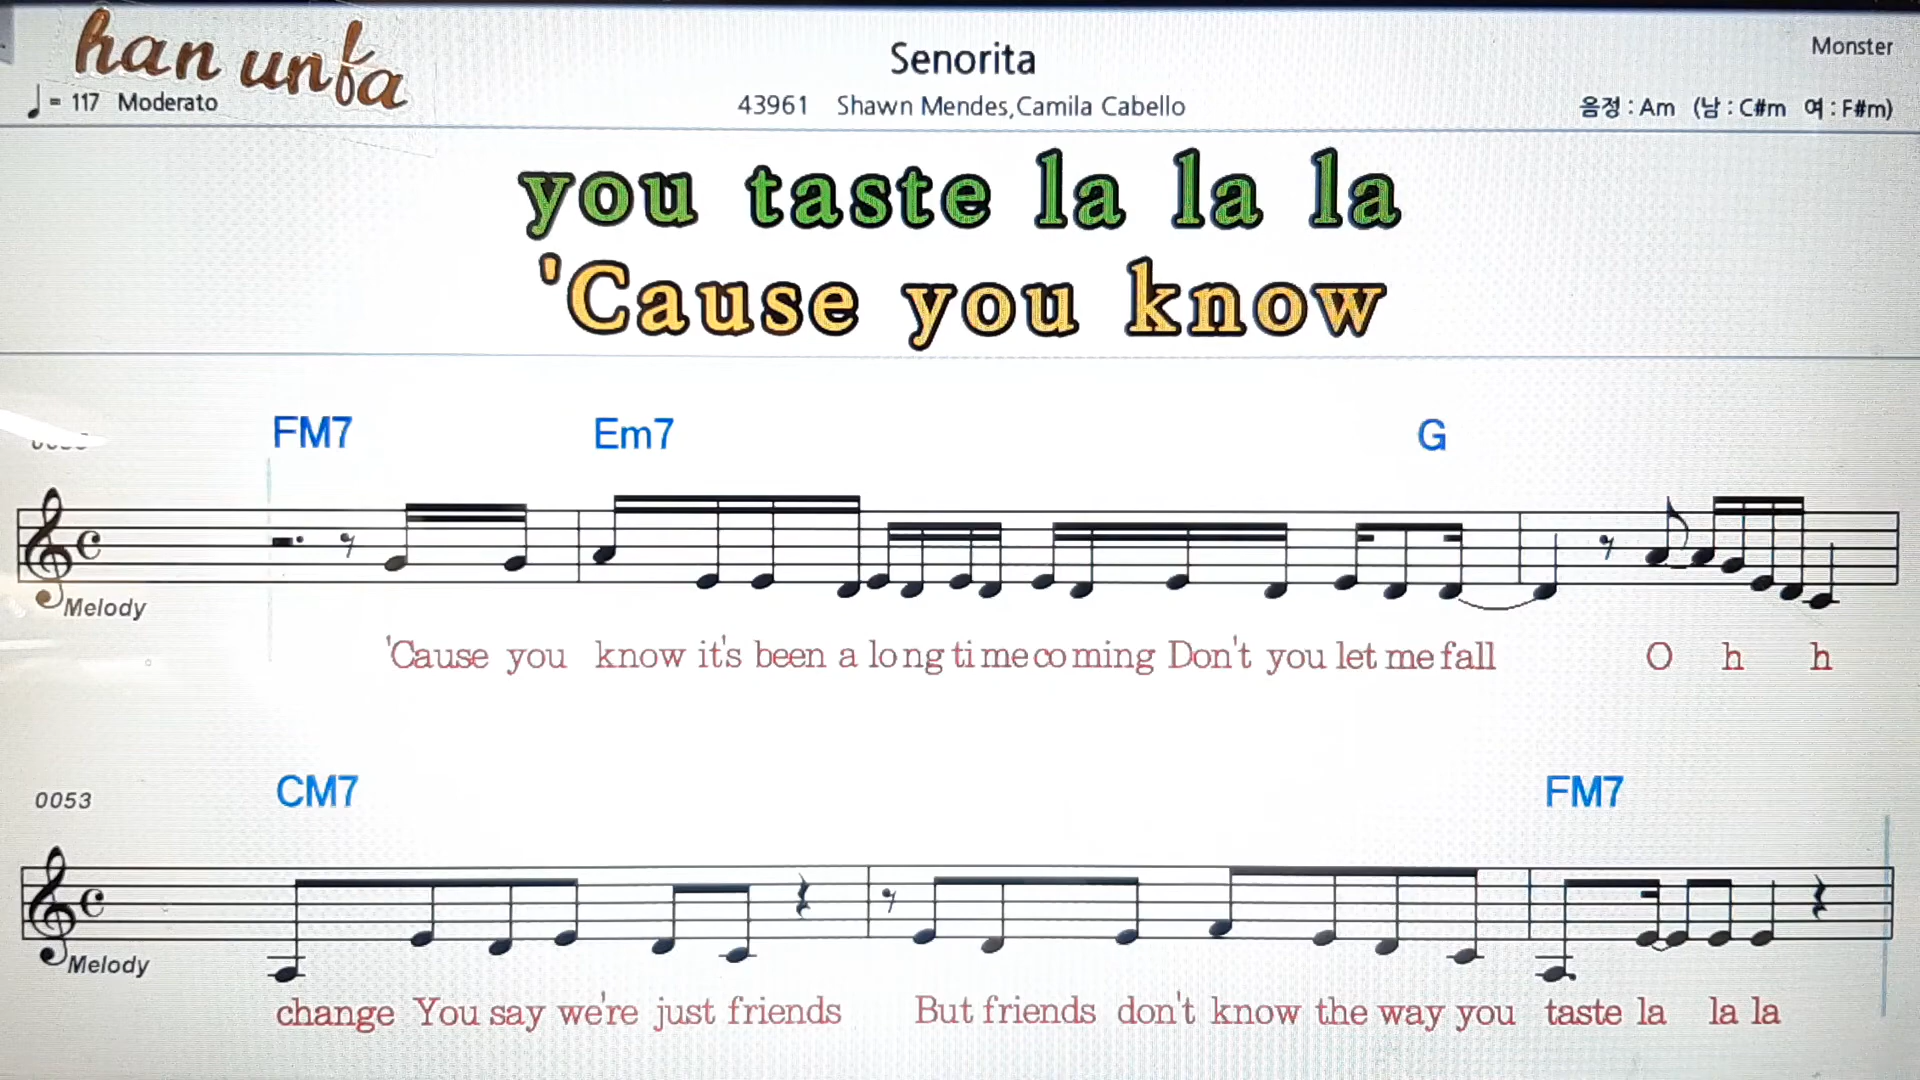 han unfa
Senorita
Monster
= 117 Moderato
43961 Shawn Mendes,Camila Cabello
음정 : Am (남 : C#m 여 : F#m)
you taste la la la
'Cause you know
FM7 Em7 G
Melody
'Cause you know it's been a long time coming Don't you let me fall O h h
0053
CM7 FM7
Melody
change You say we're just friends But friends don't know the way you taste la la la